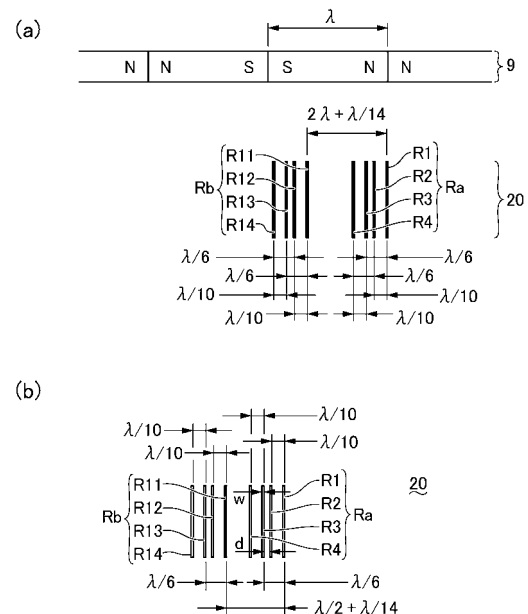 (a)
λ
N N S S N N 9
2λ+λ/14
R11 R1
R12 R2
Rb Ra 20
R13 R3
R14 R4
λ/6 λ/6
λ/6 λ/6
λ/10 λ/10
λ/10 λ/10
(b)
λ/10
λ/10 λ/10
λ/10
R11 R1 20
R12 w R2
Rb Ra
R13 R3
R14 d R4
λ/6 λ/6
λ/2+λ/14